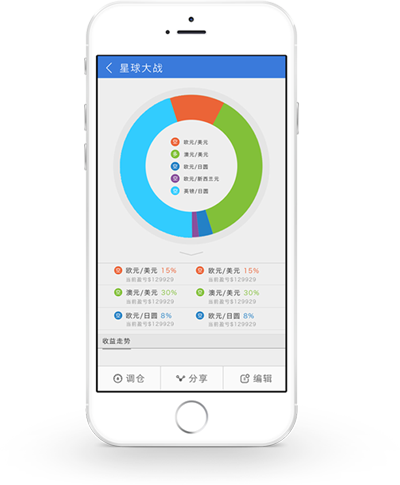 星球大战
欧元/美元
澳元/美元
欧元/日圆
欧元/新西兰元
英镑/日圆
欧元/美元 15% 欧元/美元 15%
当前盈亏$129929 当前盈亏$129929
澳元/美元 30% 澳元/美元 30%
当前盈亏$129929 当前盈亏$129929
欧元/日圆 8% 欧元/日圆 8%
当前盈亏$129929 当前盈亏$129929
收益走势
调仓 分享 编辑